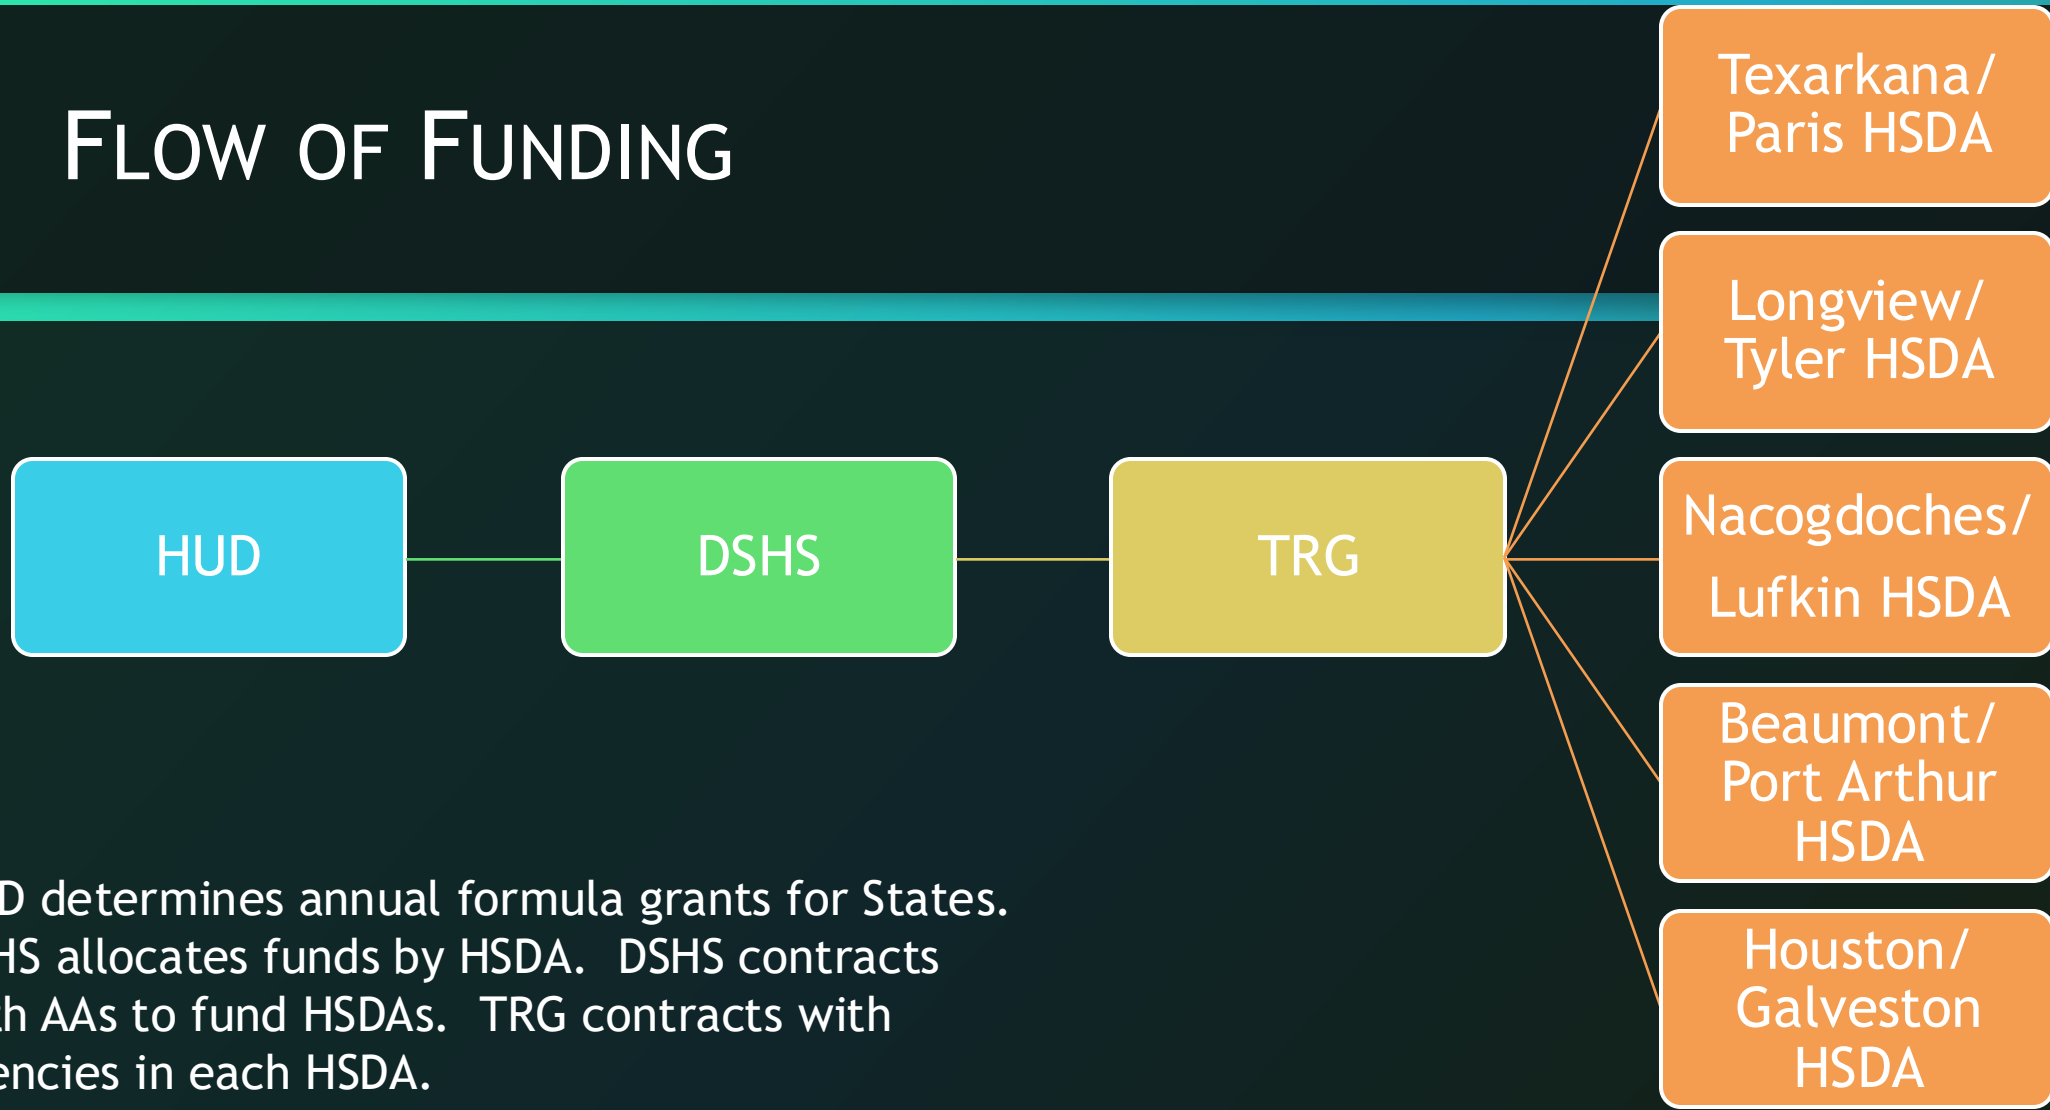 FLOW OF FUNDING
HUD
DSHS
TRG
Texarkana/
Paris HSDA
Longview/
Tyler HSDA
Nacogdoches/
Lufkin HSDA
Beaumont/
Port Arthur
HSDA
Houston/
Galveston
HSDA
D determines annual formula grants for States.
HS allocates funds by HSDA.  DSHS contracts
h AAs to fund HSDAs.  TRG contracts with
encies in each HSDA.